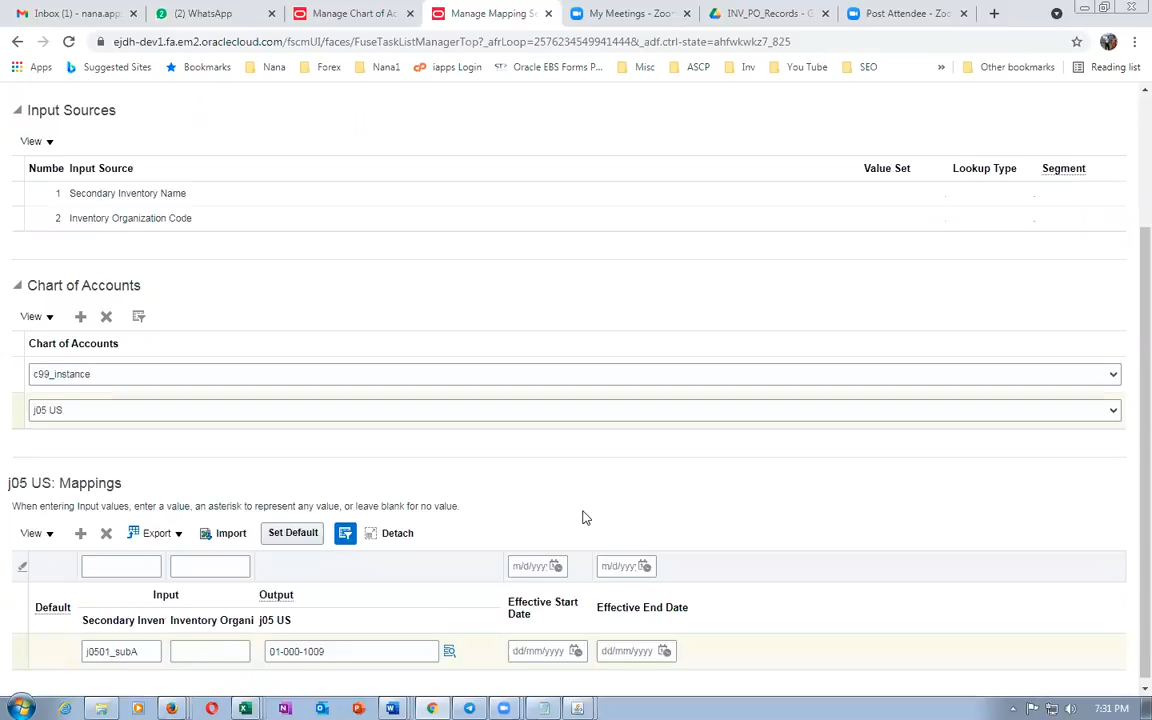 Inbox (1) - nana.app:
(2) WhatsApp
Manage Chart of Ac
Manage Mapping Se
My Meetings - Zoo
INV_PO_Records - G
Post Attendee - Zoo
ejdh-dev1.fa.em2.oraclecloud.com/fscmUI/faces/FuseTaskListManagerTop?_afrLoop=2576234549941444&_adf.ctrl-state=ahfwkwkz7_825
Apps Suggested Sites Bookmarks Nana Forex Nana1 iapps Login Oracle EBS Forms P... Misc ASCP Inv You Tube SEO » Other bookmarks Reading list
Input Sources
View
Numbe Input Source Value Set Lookup Type Segment
1 Secondary Inventory Name
2 Inventory Organization Code
Chart of Accounts
View
Chart of Accounts
c99_instance
j05 US
j05 US: Mappings
When entering Input values, enter a value, an asterisk to represent any value, or leave blank for no value.
View Export Import Set Default Detach
m/d/yyy m/d/yyy
Default Input Output Effective Start Date Effective End Date
Secondary Inven Inventory Organi j05 US
j0501_subA 01-000-1009 dd/mm/yyyy dd/mm/yyyy
7:31 PM